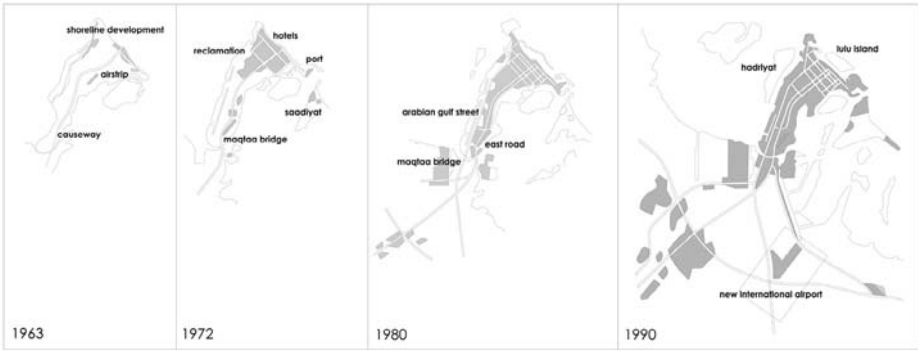 shoreline development
airstrip
causeway
1963
hotels
reclamation
port
saadiyat
maqtaa bridge
1972
arabian gulf street
east road
maqtaa bridge
1980
lulu island
hadriyat
new international airport
1990